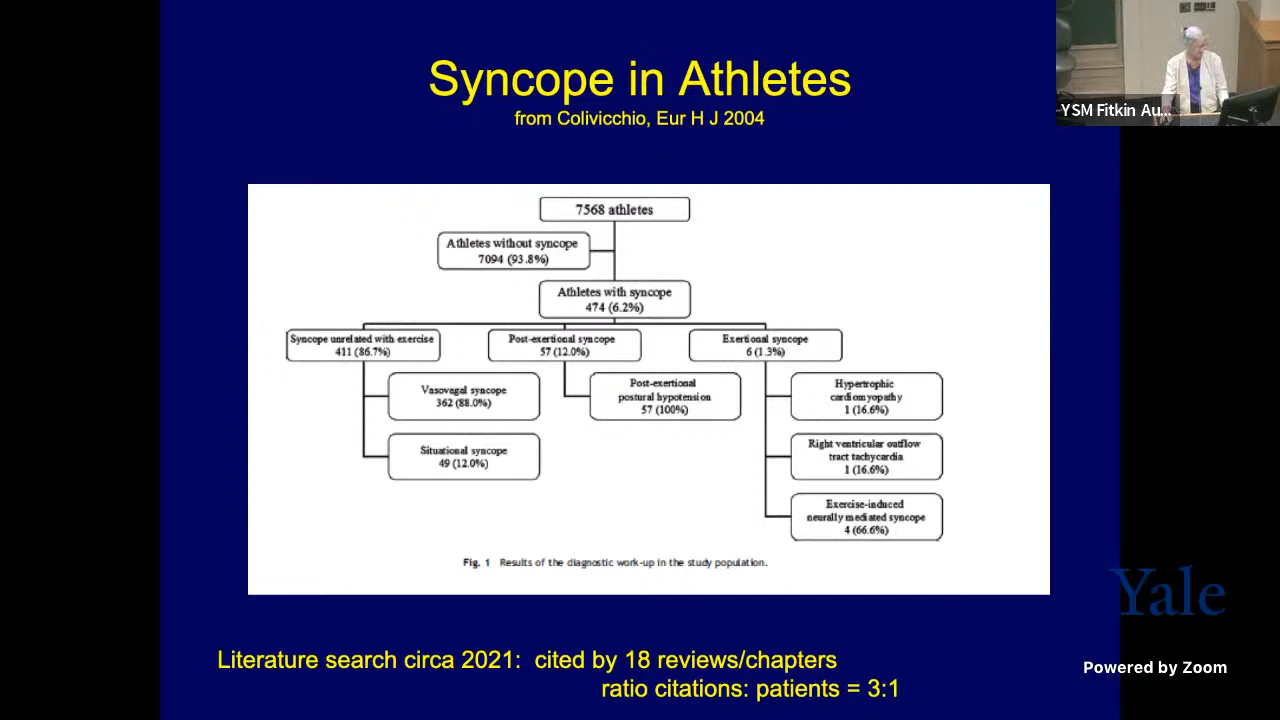 Syncope in Athletes
from Colivicchio, Eur H J 2004
YSM Fitkin Au...
7568 athletes
Athletes without syncope
7094 (93.8%)
Athletes with syncope
474 (6.2%)
Syncope unrelated with exercise
411 (86.7%)
Post-exertional syncope
57 (12.0%)
Exertional syncope
6 (1.3%)
Vasovagal syncope
362 (88.0%)
Post-exertional
postural hypotension
57 (100%)
Hypertrophic
cardiomyopathy
1 (16.6%)
Situational syncope
49 (12.0%)
Right ventricular outflow
tract tachycardia
1 (16.6%)
Exercise-induced
neurally mediated syncope
4 (66.6%)
Fig. 1 Results of the diagnostic work-up in the study population.
Yale
Literature search circa 2021: cited by 18 reviews/chapters
ratio citations: patients = 3:1
Powered by Zoom